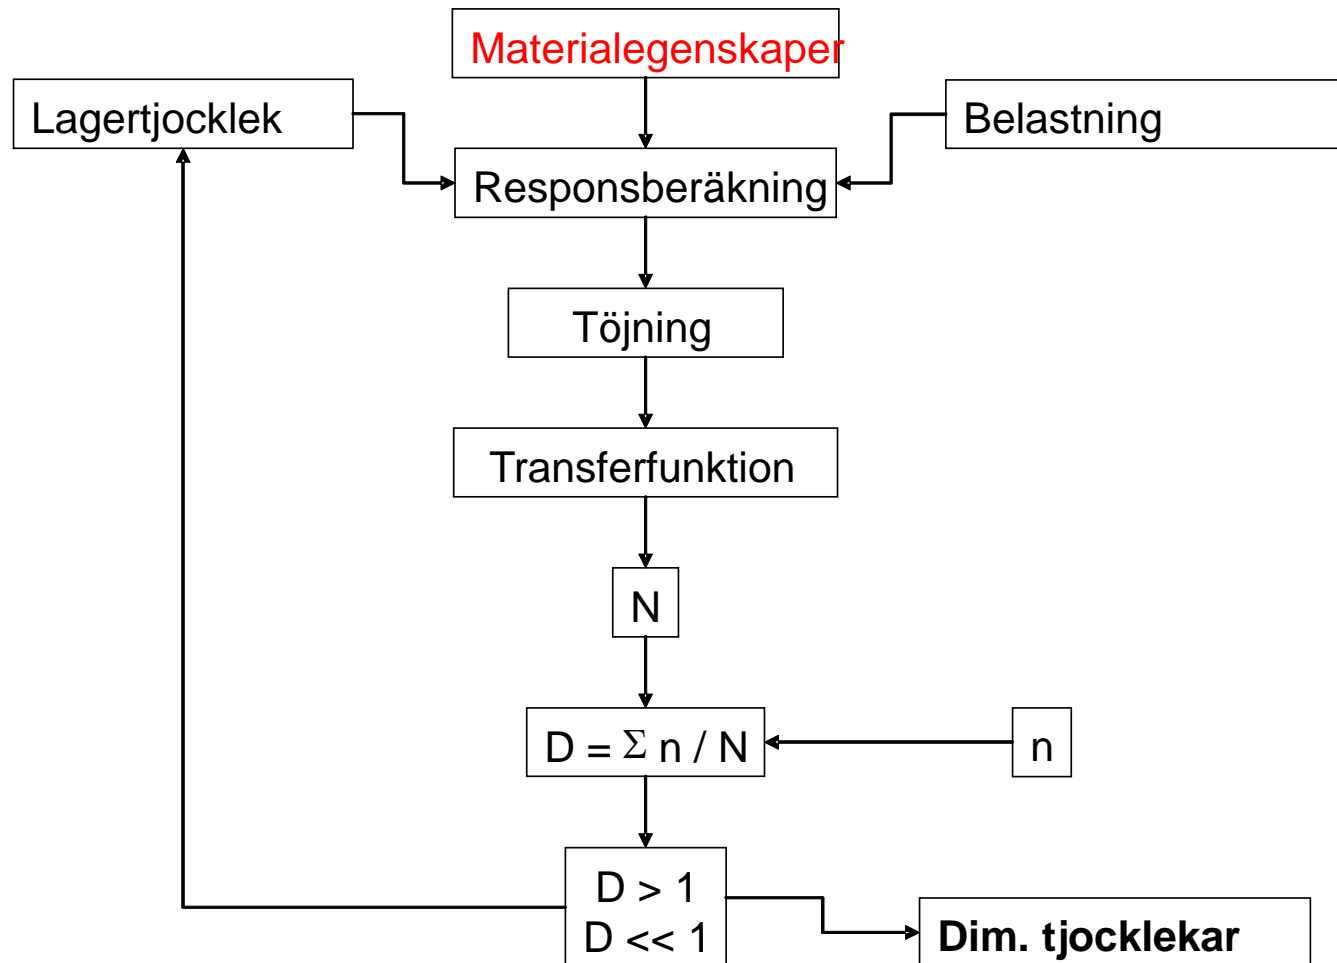 Materialegenskaper
Lagertjocklek
Belastning
Responsberäkning
Töjning
Transferfunktion
N
D = Σ n / N
n
D > 1
D << 1
Dim. tjocklekar